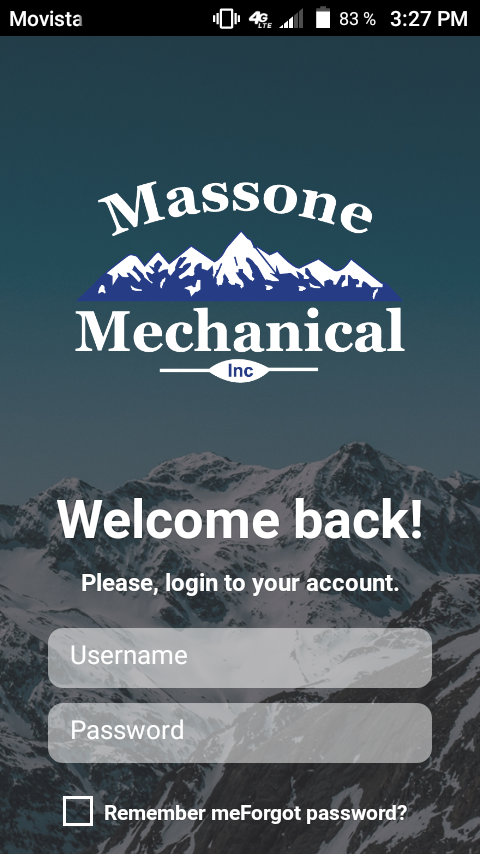 Movista
4G LTE 83 % 3:27 PM
Massone
Mechanical
Inc
Welcome back!
Please, login to your account.
Username
Password
Remember meForgot password?